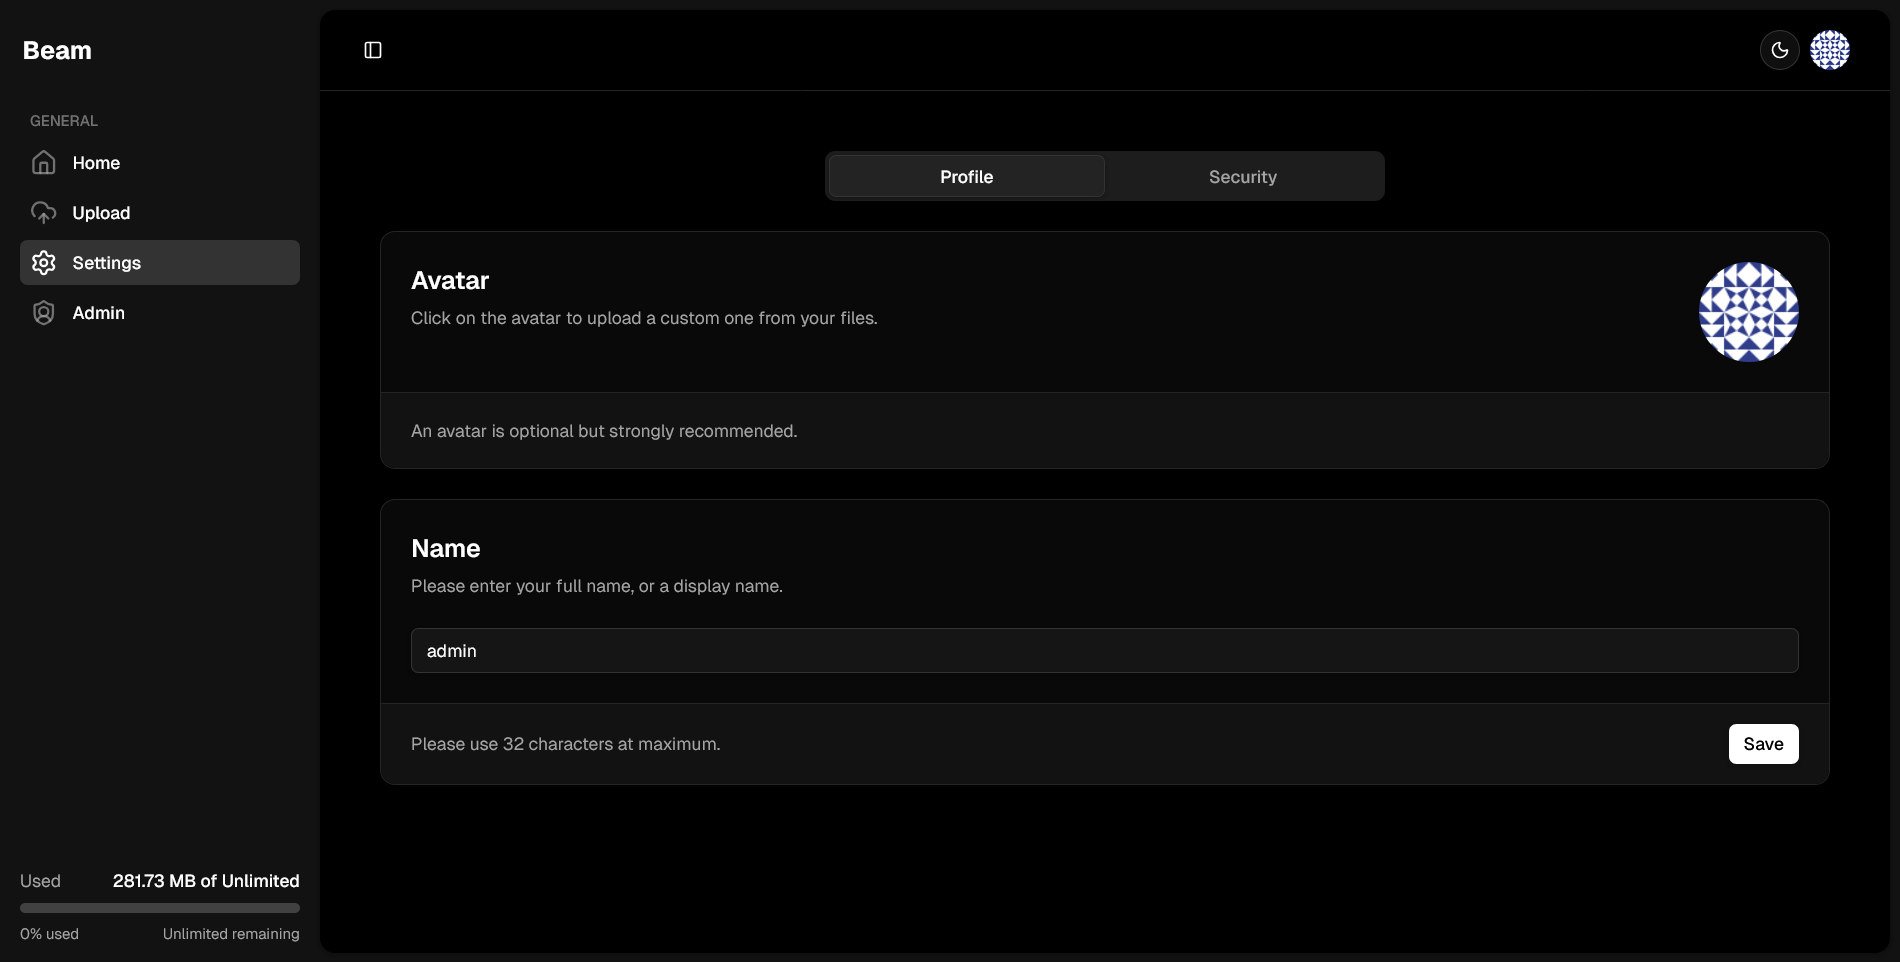 Beam
GENERAL
Home
Upload
Settings
Admin
Used 281.73 MB of Unlimited
0% used Unlimited remaining
Profile Security
Avatar
Click on the avatar to upload a custom one from your files.
An avatar is optional but strongly recommended.
Name
Please enter your full name, or a display name.
admin
Please use 32 characters at maximum. Save